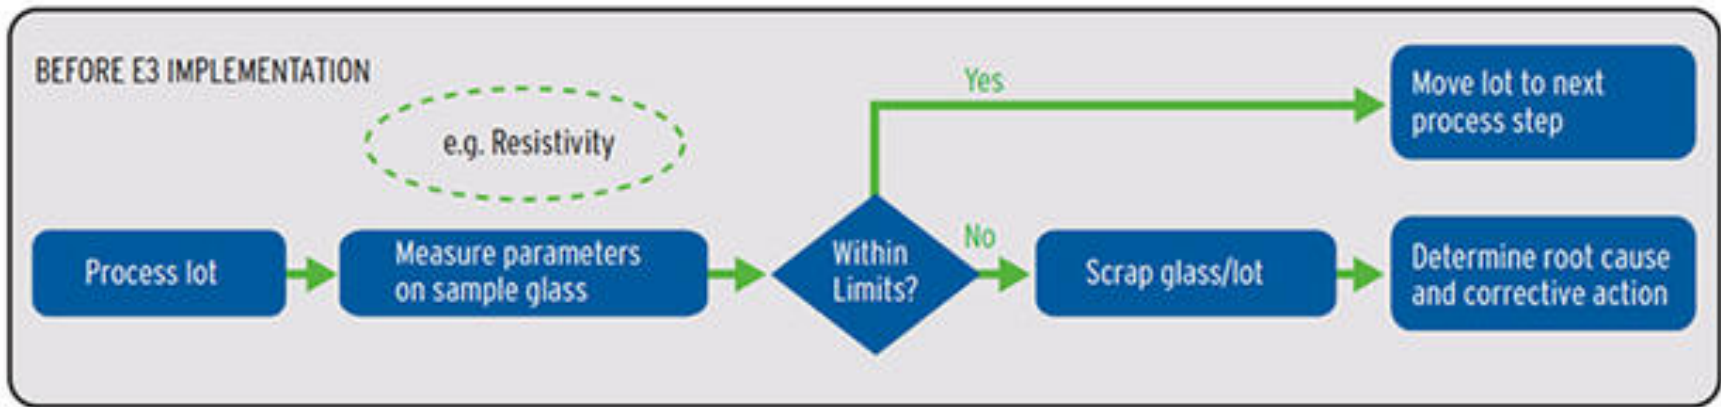 BEFORE E3 IMPLEMENTATION
e.g. Resistivity
Process lot
Measure parameters
on sample glass
Within
Limits?
Yes
Move lot to next
process step
No
Scrap glass/lot
Determine root cause
and corrective action